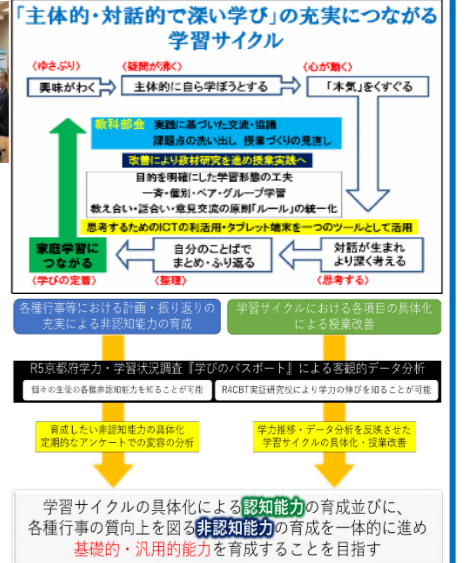 「主体的・対話的で深い学び」の充実につながる
学習サイクル
〈ゆさぶり〉
〈疑問が沸く〉
〈心が動く〉
興味がわく
主体的に自ら学ぼうとする
「本気」をくすぐる
教科部会 実践に基づいた交流・協議
課題点の洗い出し 授業づくりの見直し
改善により教材研究を進め授業実践へ
目的を明確にした学習形態の工夫
一斉・個別・ペア・グループ学習
教え合い・話合い・意見交流の原則「ルール」の統一化
思考するためのICTの利活用・タブレット端末を一つのツールとして活用
家庭学習に
つながる
自分のことばで
まとめ・ふり返る
対話が生まれ
より深く考える
〈学びの定着〉
〈整理〉
〈思考する〉
各種行事等における計画・振り返りの
充実による非認知能力の育成
学習サイクルにおける各項目の具体化
による授業改善
R5京都府学力・学習状況調査『学びのパスポート』による客観的データ分析
個々の生徒の各種非認知能力を知ることが可能
R4CBT実証研究校により学力の伸びを知ることが可能
育成したい非認知能力の具体化
定期的なアンケートでの変容の分析
学力推移・データ分析を反映させた
学習サイクルの具体化・授業改善
学習サイクルの具体化による認知能力の育成並びに、
各種行事の質向上を図る非認知能力の育成を一体的に進め
基礎的・汎用的能力を育成することを目指す